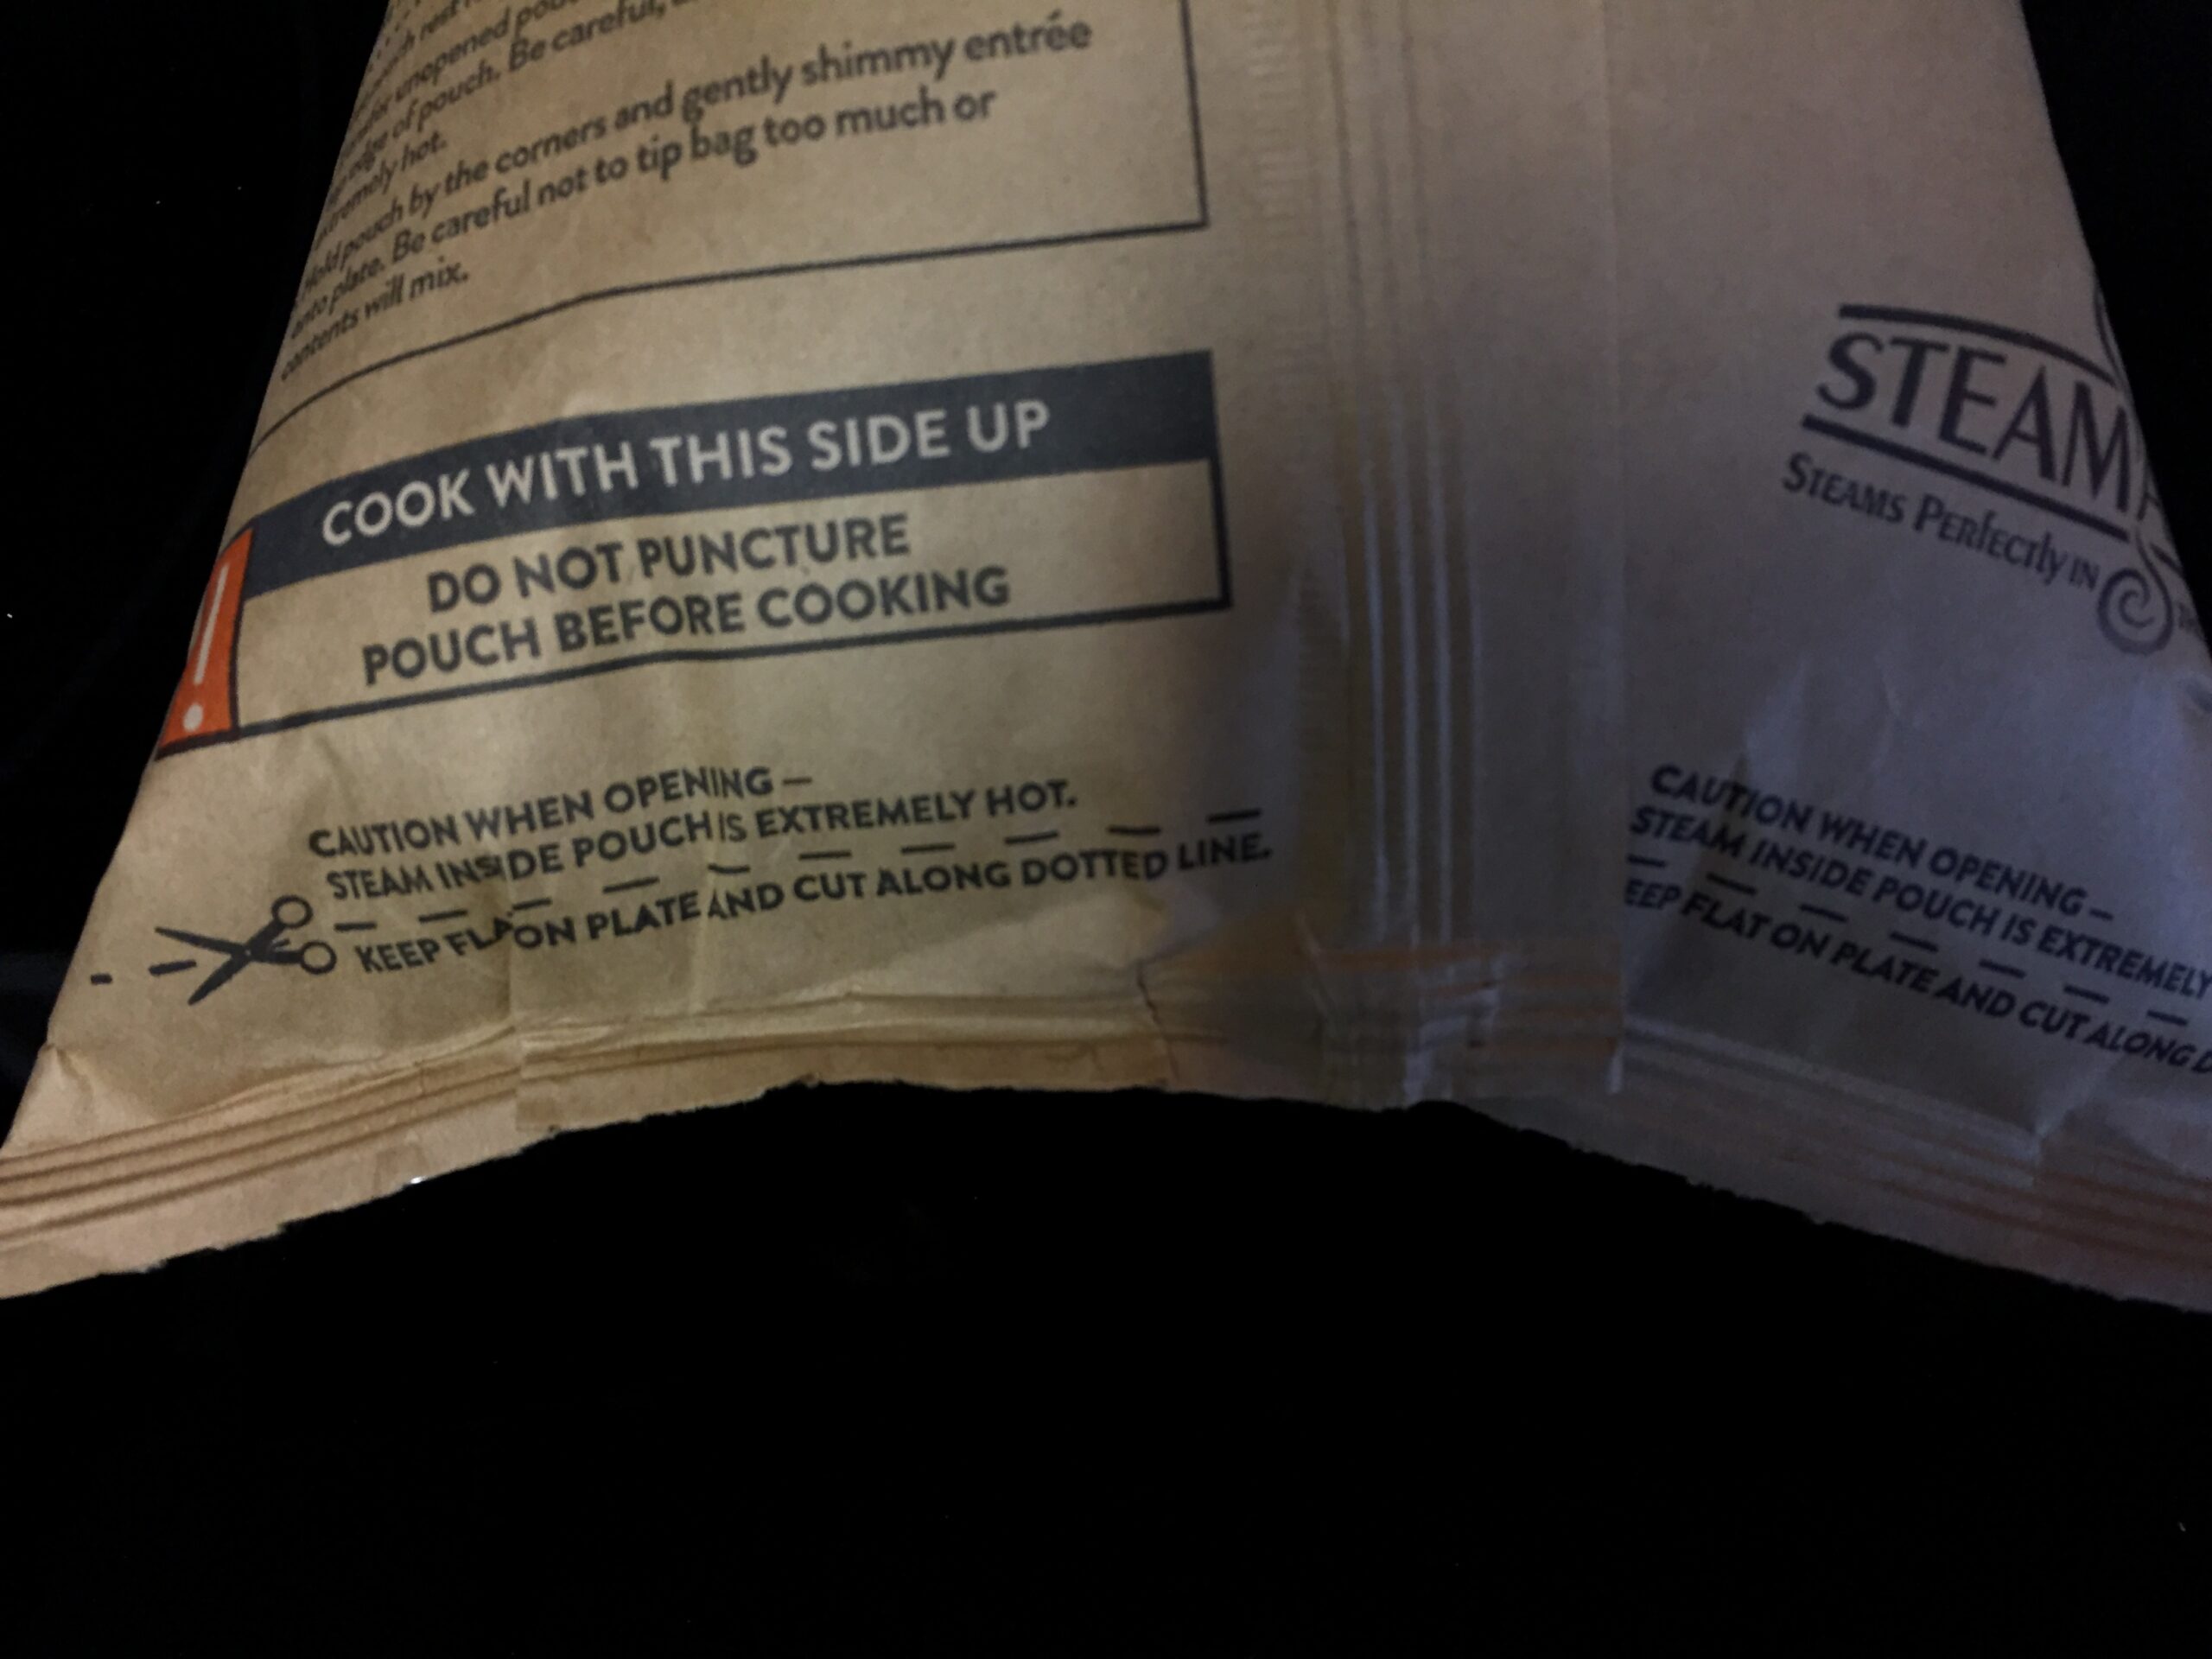 unopened
edge of pouch. Be careful,
extremely hot.
Hold pouch by the corners and gently shimmy entrée
onto plate. Be careful not to tip bag too much or
contents will mix.
COOK WITH THIS SIDE UP
!
DO NOT PUNCTURE
POUCH BEFORE COOKING
CAUTION WHEN OPENING –
STEAM INSIDE POUCH IS EXTREMELY HOT.
KEEP FLA ON PLATE AND CUT ALONG DOTTED LINE.
STEAM
STEAMS PERFECTLY IN
CAUTION WHEN OPENING –
STEAM INSIDE POUCH IS EXTREMELY
EEP FLAT ON PLATE AND CUT ALONG D